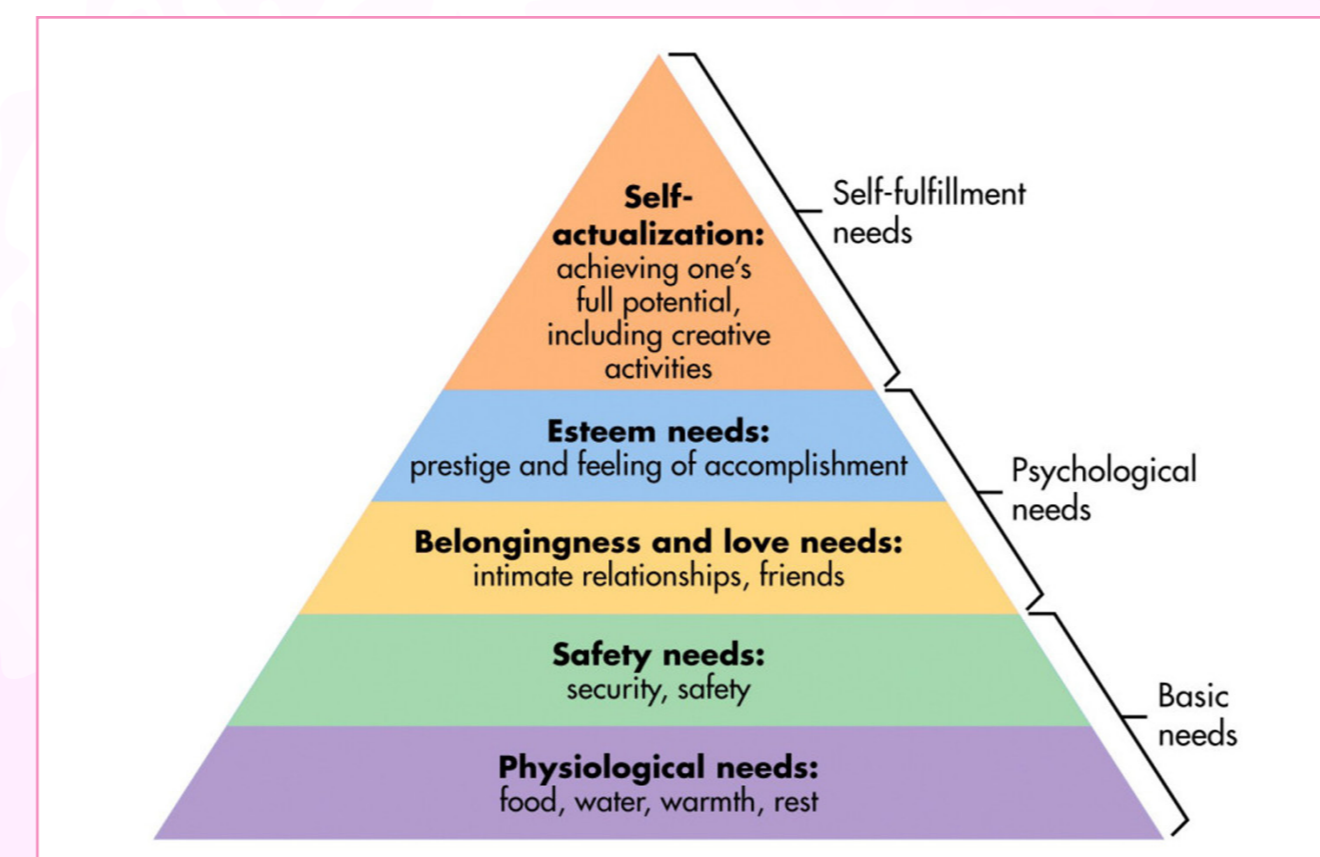 Self-
actualization:
achieving one's
full potential,
including creative
activities
Self-fulfillment
needs
Esteem needs:
prestige and feeling of accomplishment
Psychological
needs
Belongingness and love needs:
intimate relationships, friends
Safety needs:
security, safety
Basic
needs
Physiological needs:
food, water, warmth, rest